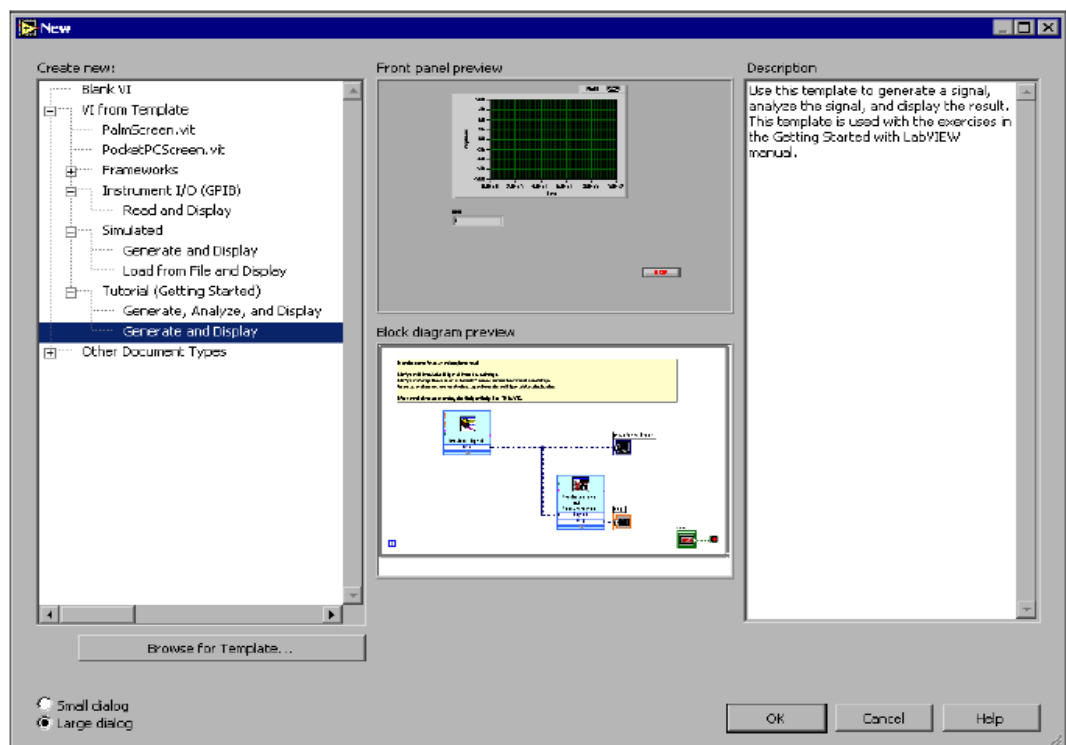 New
Create new:
Blank VI
VI from Template
PalmScreen.vit
PocketPCScreen.vit
Frameworks
Instrument I/O (GPIB)
Read and Display
Simulated
Generate and Display
Load from File and Display
Tutorial (Getting Started)
Generate, Analyze, and Display
Generate and Display
Other Document Types
Browse for Template...
Small dialog
Large dialog
Front panel preview
Block diagram preview
Description
Use this template to generate a signal,
analyze the signal, and display the result.
This template is used with the exercises in
the Getting Started with LabVIEW
manual.
OK
Cancel
Help